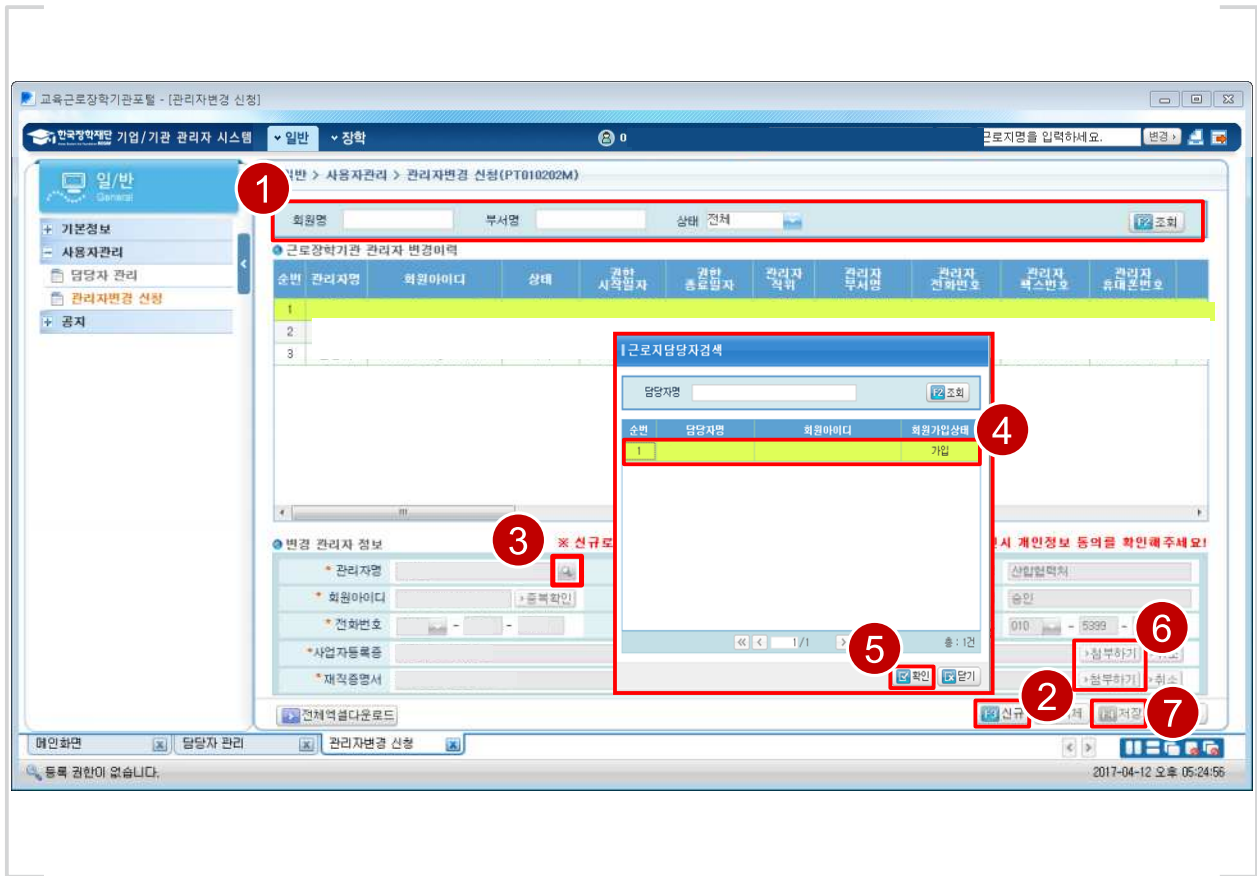 교육근로장학기관포털 - [관리자변경 신청]
한국장학재단 기업/기관 관리자 시스템 일반 장학 0 근로지명을 입력하세요. 변경
일/반
General
1
일반 > 사용자관리 > 관리자변경 신청(PT010202M)
기본정보
사용자관리
담당자 관리
관리자변경 신청
공지
회원명 부서명 상태 전체 F2 조회
근로장학기관 관리자 변경이력
순번 관리자명 회원아이디 상태 권한 시작일자 권한 종료일자 관리자 직위 관리자 부서명 관리자 전화번호 관리자 팩스번호 관리자 휴대폰번호
1
2
3
근로지담당자검색
담당자명 F2 조회
순번 담당자명 회원아이디 회원가입상태
1 가입
4
1/1 총 : 1건
5
확인 닫기
변경 관리자 정보
3
※ 신규로
시 개인정보 동의를 확인해주세요!
* 관리자명 산합협력처
* 회원아이디 중복확인 승인
* 전화번호 - - 010 - 5399 -
*사업자등록증 첨부하기
6
*재직증명서 첨부하기 취소
전체엑셀다운로드 신규 저장
2
7
메인화면 담당자 관리 관리자변경 신청
등록 권한이 없습니다. 2017-04-12 오후 05:24:56